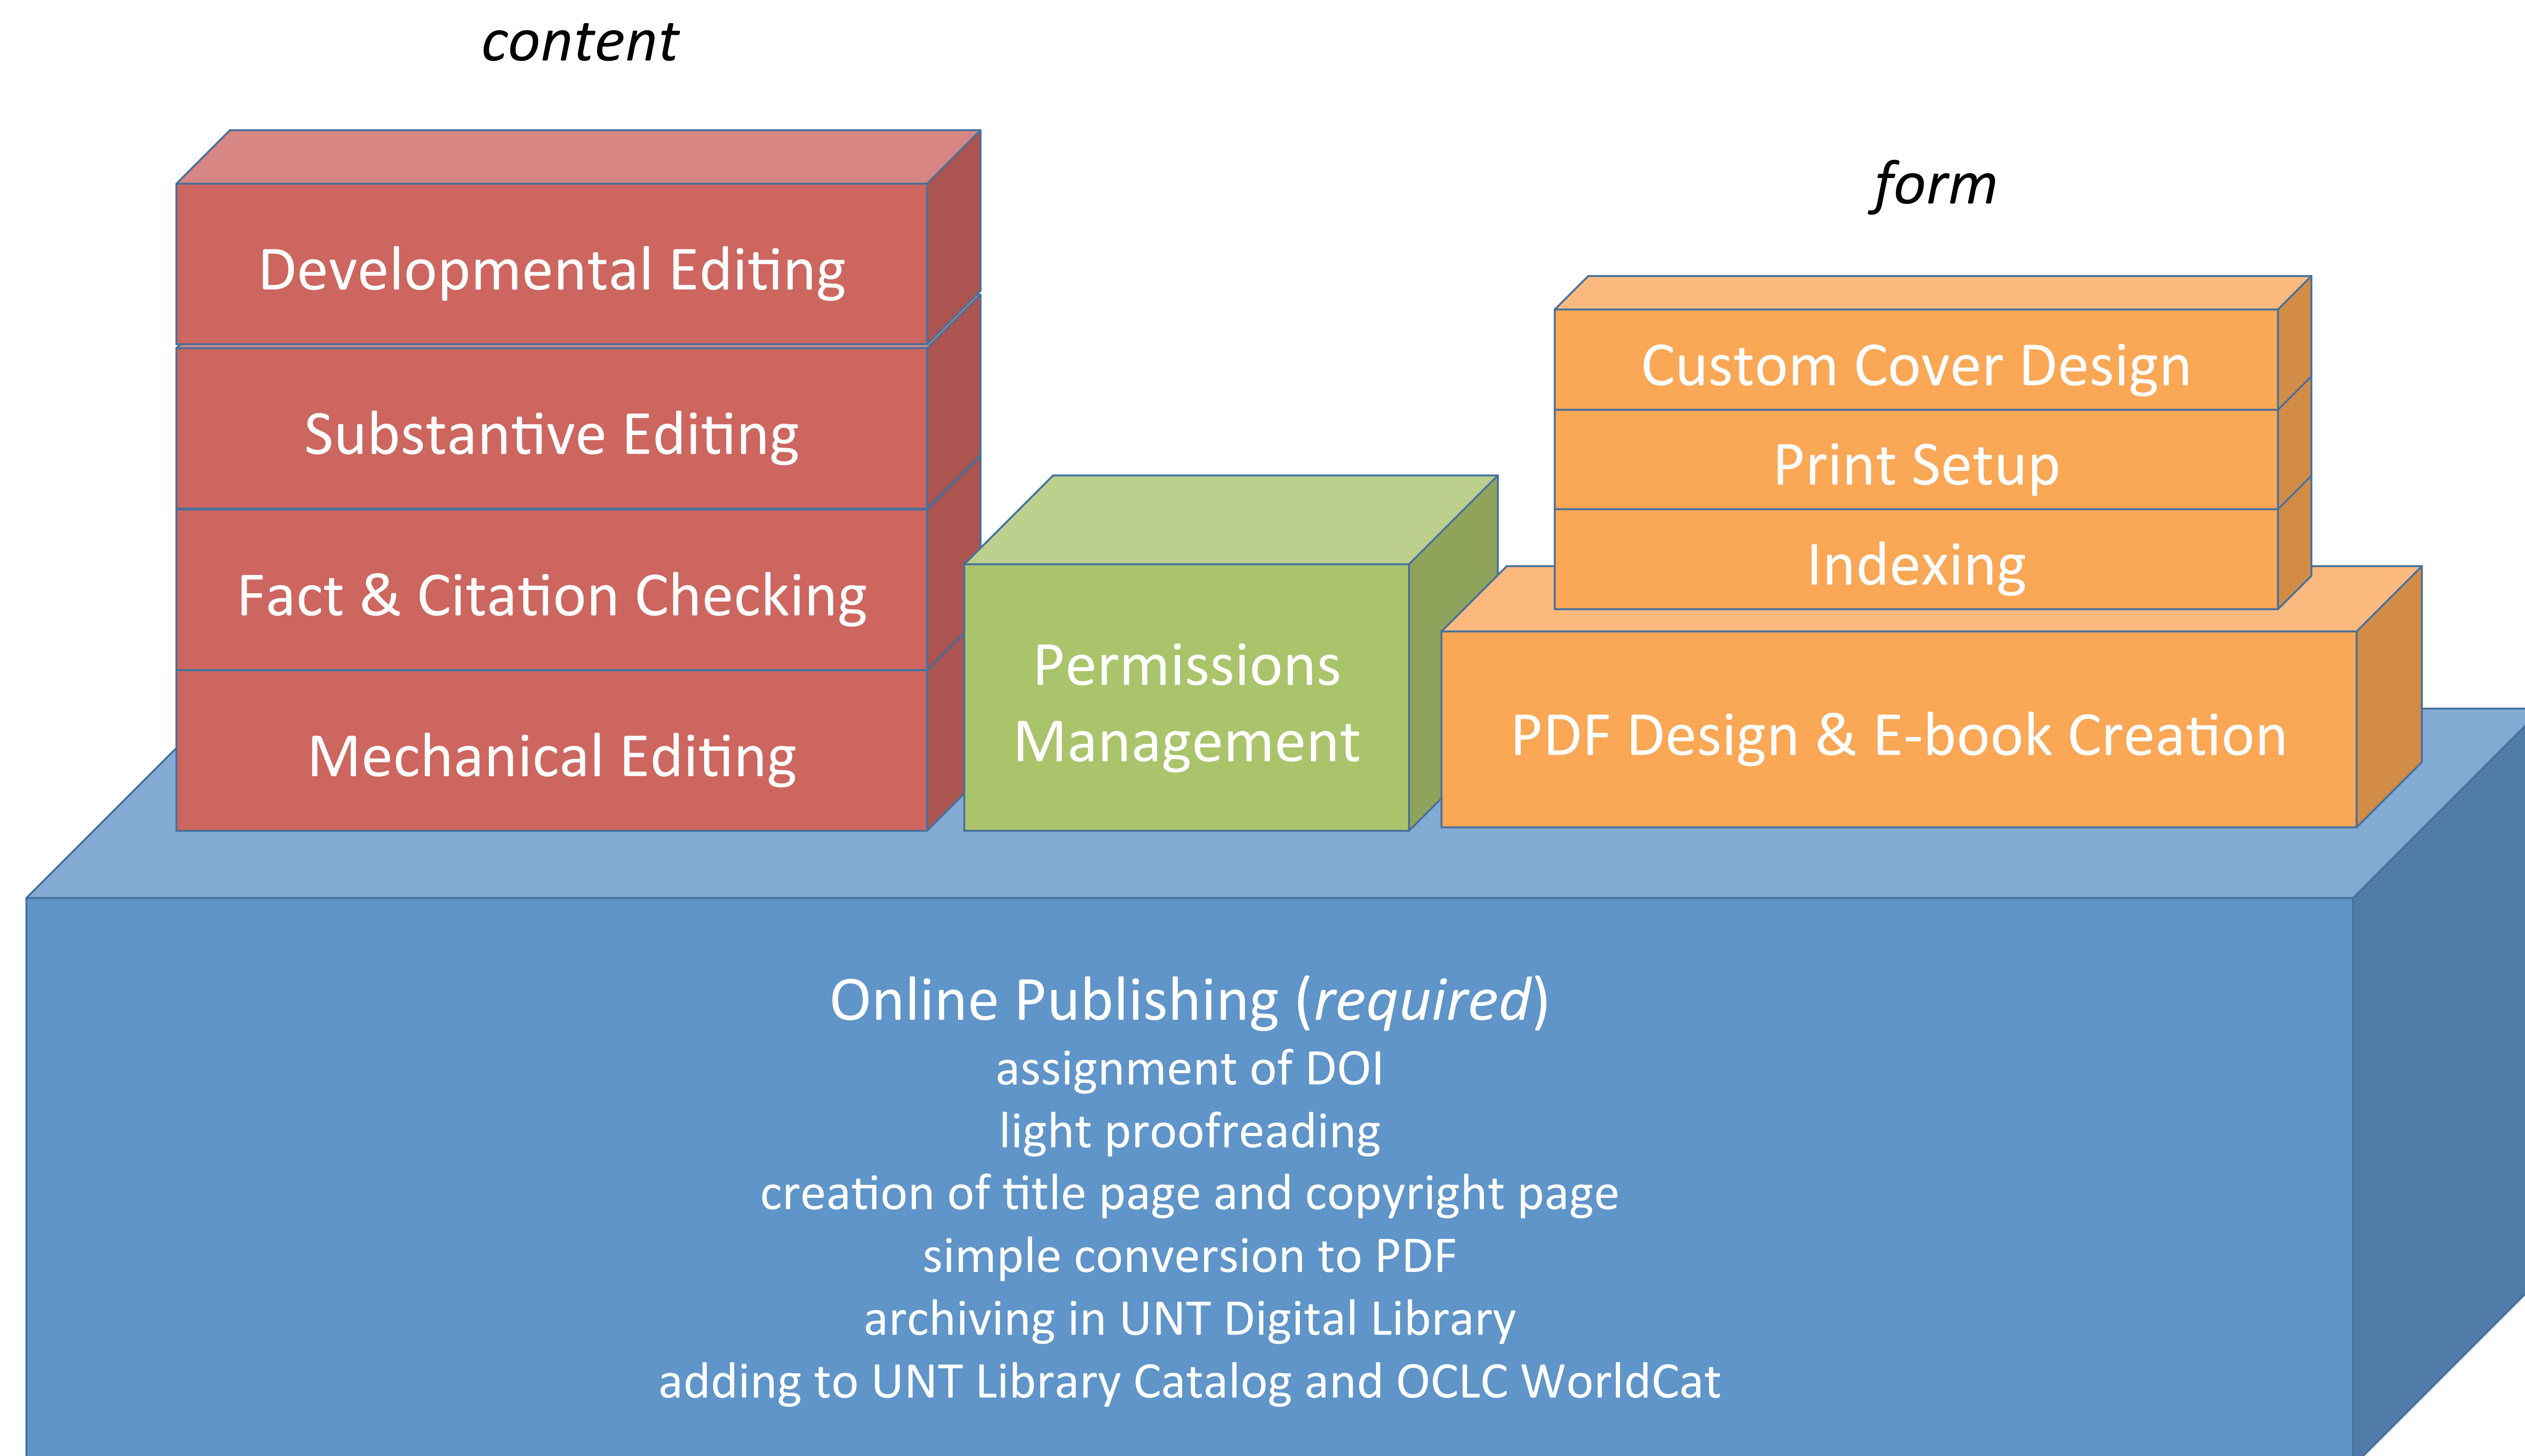 content
form
Developmental Editing
Substantive Editing
Fact & Citation Checking
Mechanical Editing
Permissions
Management
Custom Cover Design
Print Setup
Indexing
PDF Design & E-book Creation
Online Publishing (required)
assignment of DOI
light proofreading
creation of title page and copyright page
simple conversion to PDF
archiving in UNT Digital Library
adding to UNT Library Catalog and OCLC WorldCat